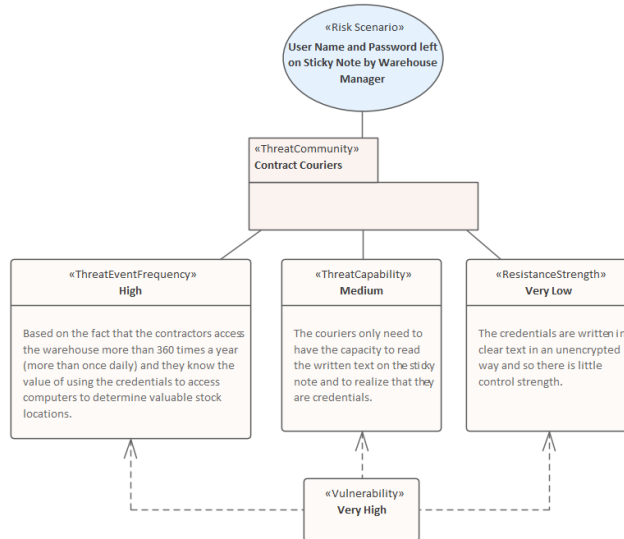 «Risk Scenario»
User Name and Password left
on Sticky Note by Warehouse
Manager
«ThreatCommunity»
Contract Couriers
«ThreatEventFrequency»
High
Based on the fact that the contractors access
the warehouse more than 360 times a year
(more than once daily) and they know the
value of using the credentials to access
computers to determine valuable stock
locations.
«ThreatCapability»
Medium
The couriers only need to
have the capacity to read
the written text on the sticky
note and to realize that they
are credentials.
«ResistanceStrength»
Very Low
The credentials are written in
clear text in an unencrypted
way and so there is little
control strength.
«Vulnerability»
Very High